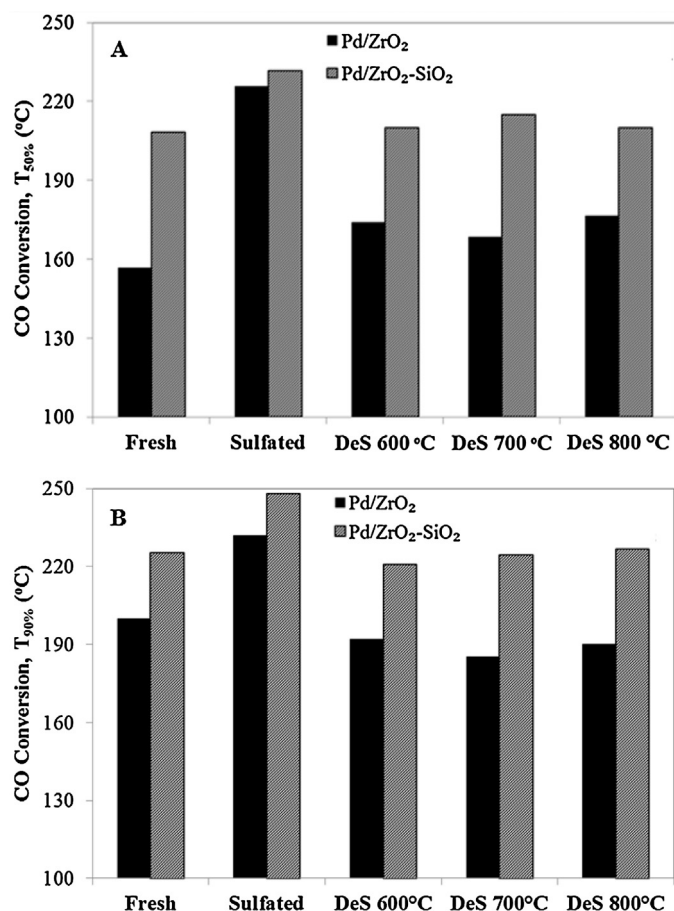 A
Pd/ZrO₂
Pd/ZrO₂-SiO₂
CO Conversion, T₅₀% (°C)
250
220
190
160
130
100
Fresh Sulfated DeS 600 °C DeS 700 °C DeS 800 °C
B
Pd/ZrO₂
Pd/ZrO₂-SiO₂
CO Conversion, T₉₀% (°C)
250
220
190
160
130
100
Fresh Sulfated DeS 600°C DeS 700°C DeS 800°C